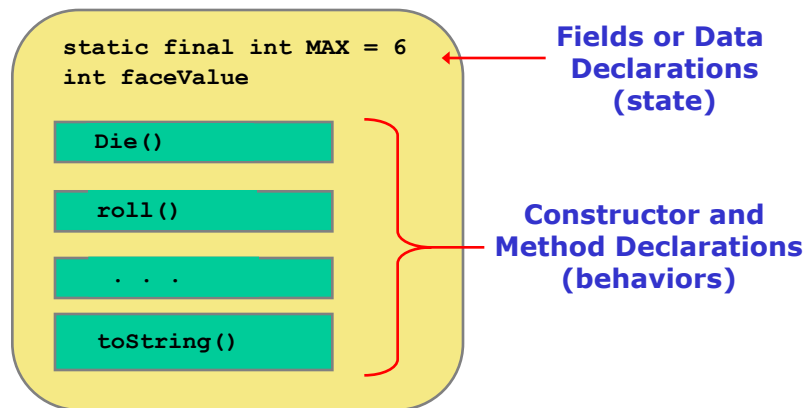 static final int MAX = 6
int faceValue
Fields or Data
Declarations
(state)
Die()
roll()
. . .
toString()
Constructor and
Method Declarations
(behaviors)